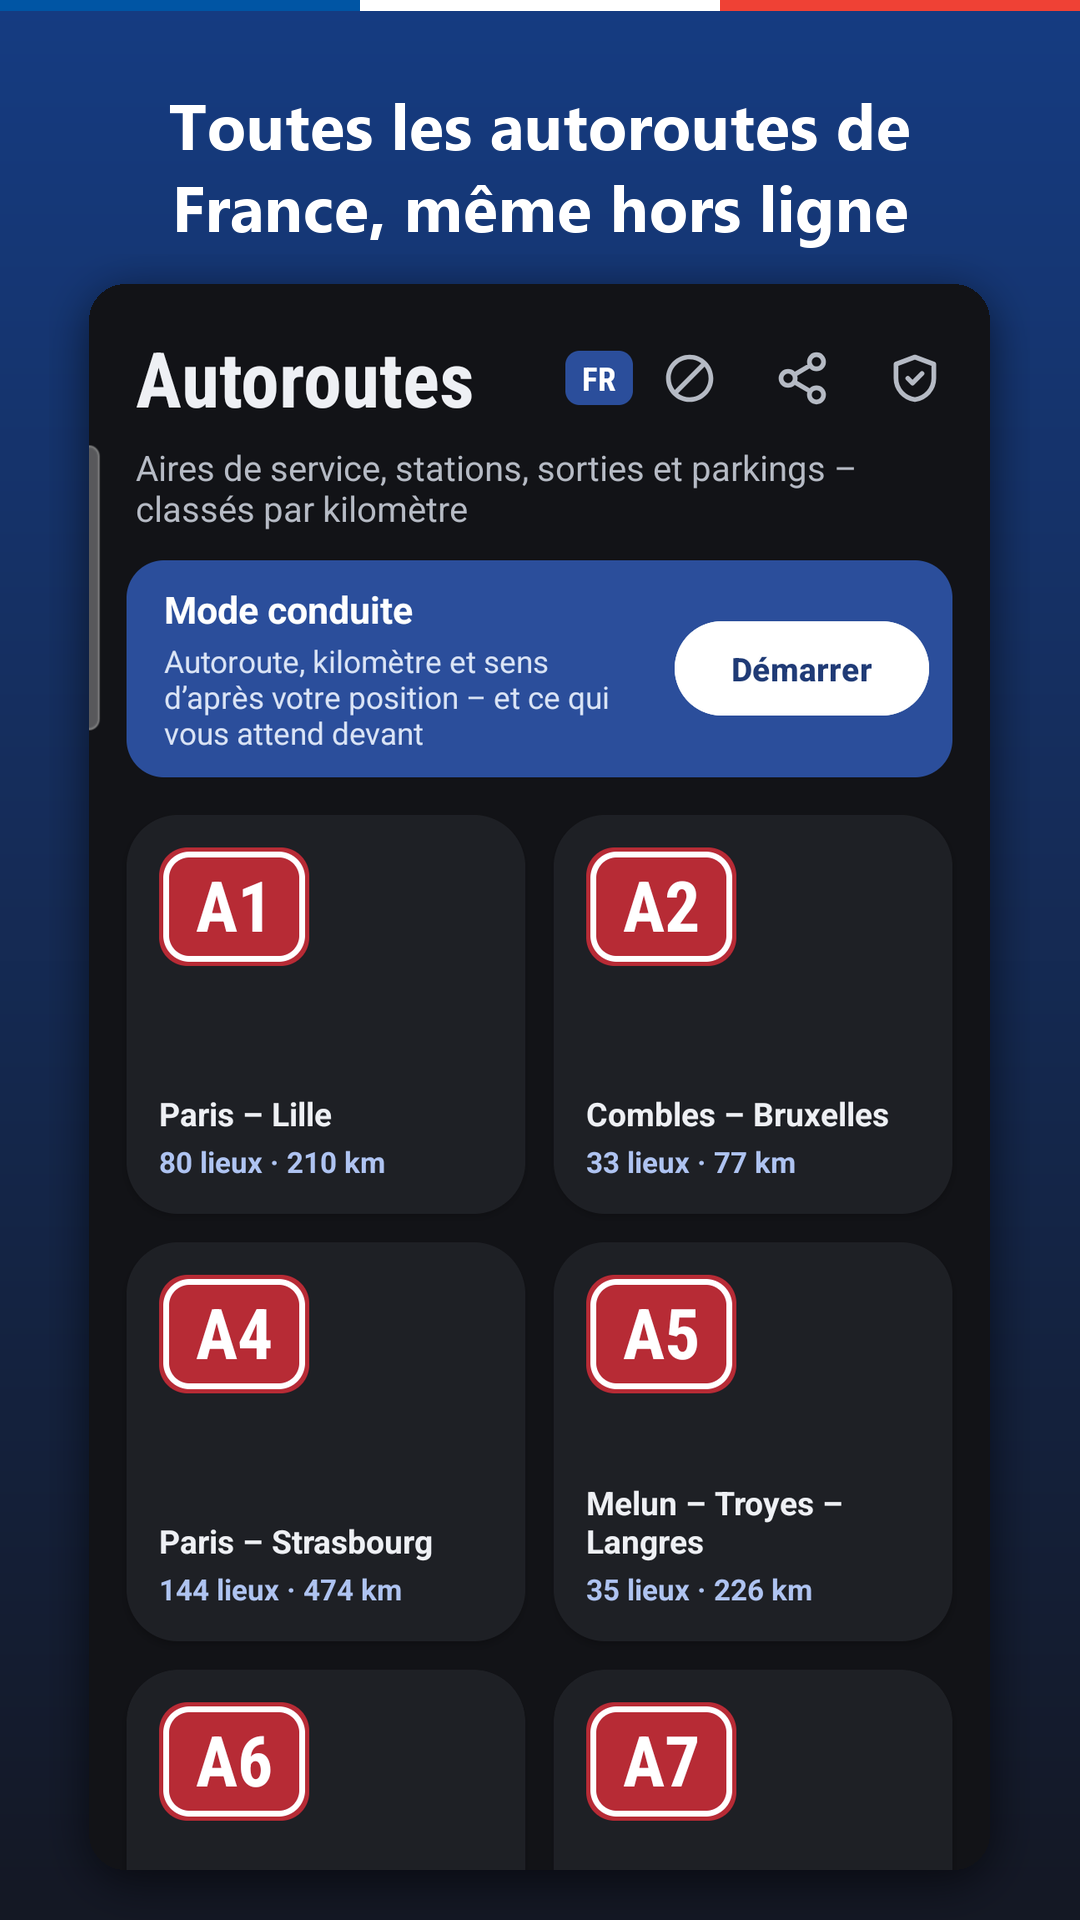 Toutes les autoroutes de
France, même hors ligne
Autoroutes
FR
Aires de service, stations, sorties et parkings –
classés par kilomètre
Mode conduite
Autoroute, kilomètre et sens
d’après votre position – et ce qui
vous attend devant
Démarrer
A1
A2
Paris – Lille
Combles – Bruxelles
80 lieux · 210 km
33 lieux · 77 km
A4
A5
Melun – Troyes –
Langres
Paris – Strasbourg
144 lieux · 474 km
35 lieux · 226 km
A6
A7